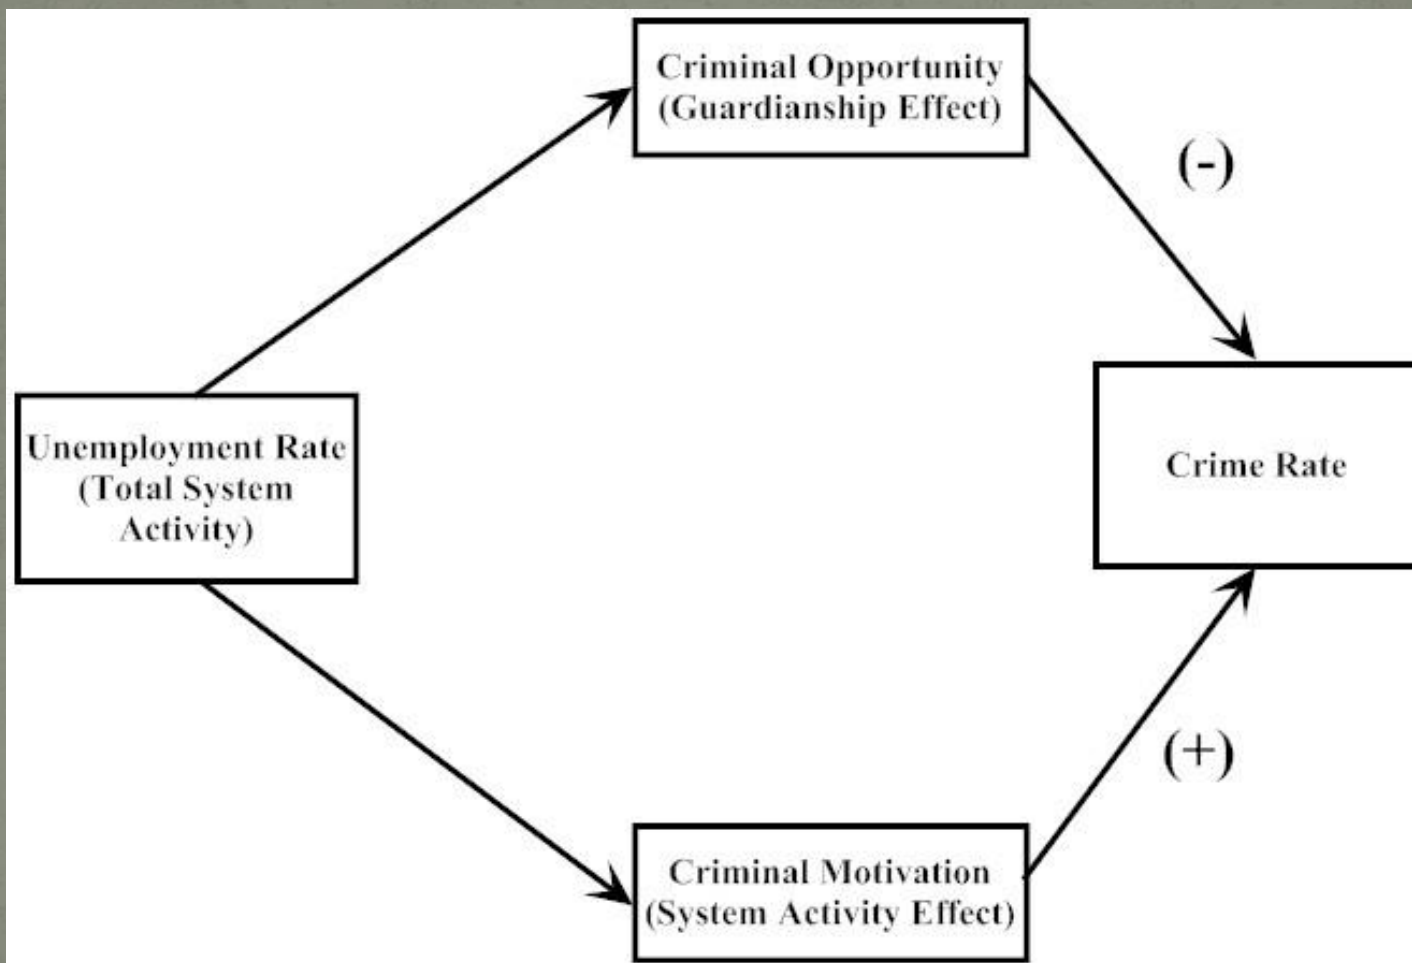 Criminal Opportunity
(Guardianship Effect)
(-)
Unemployment Rate
(Total System
Activity)
Crime Rate
(+)
Criminal Motivation
(System Activity Effect)